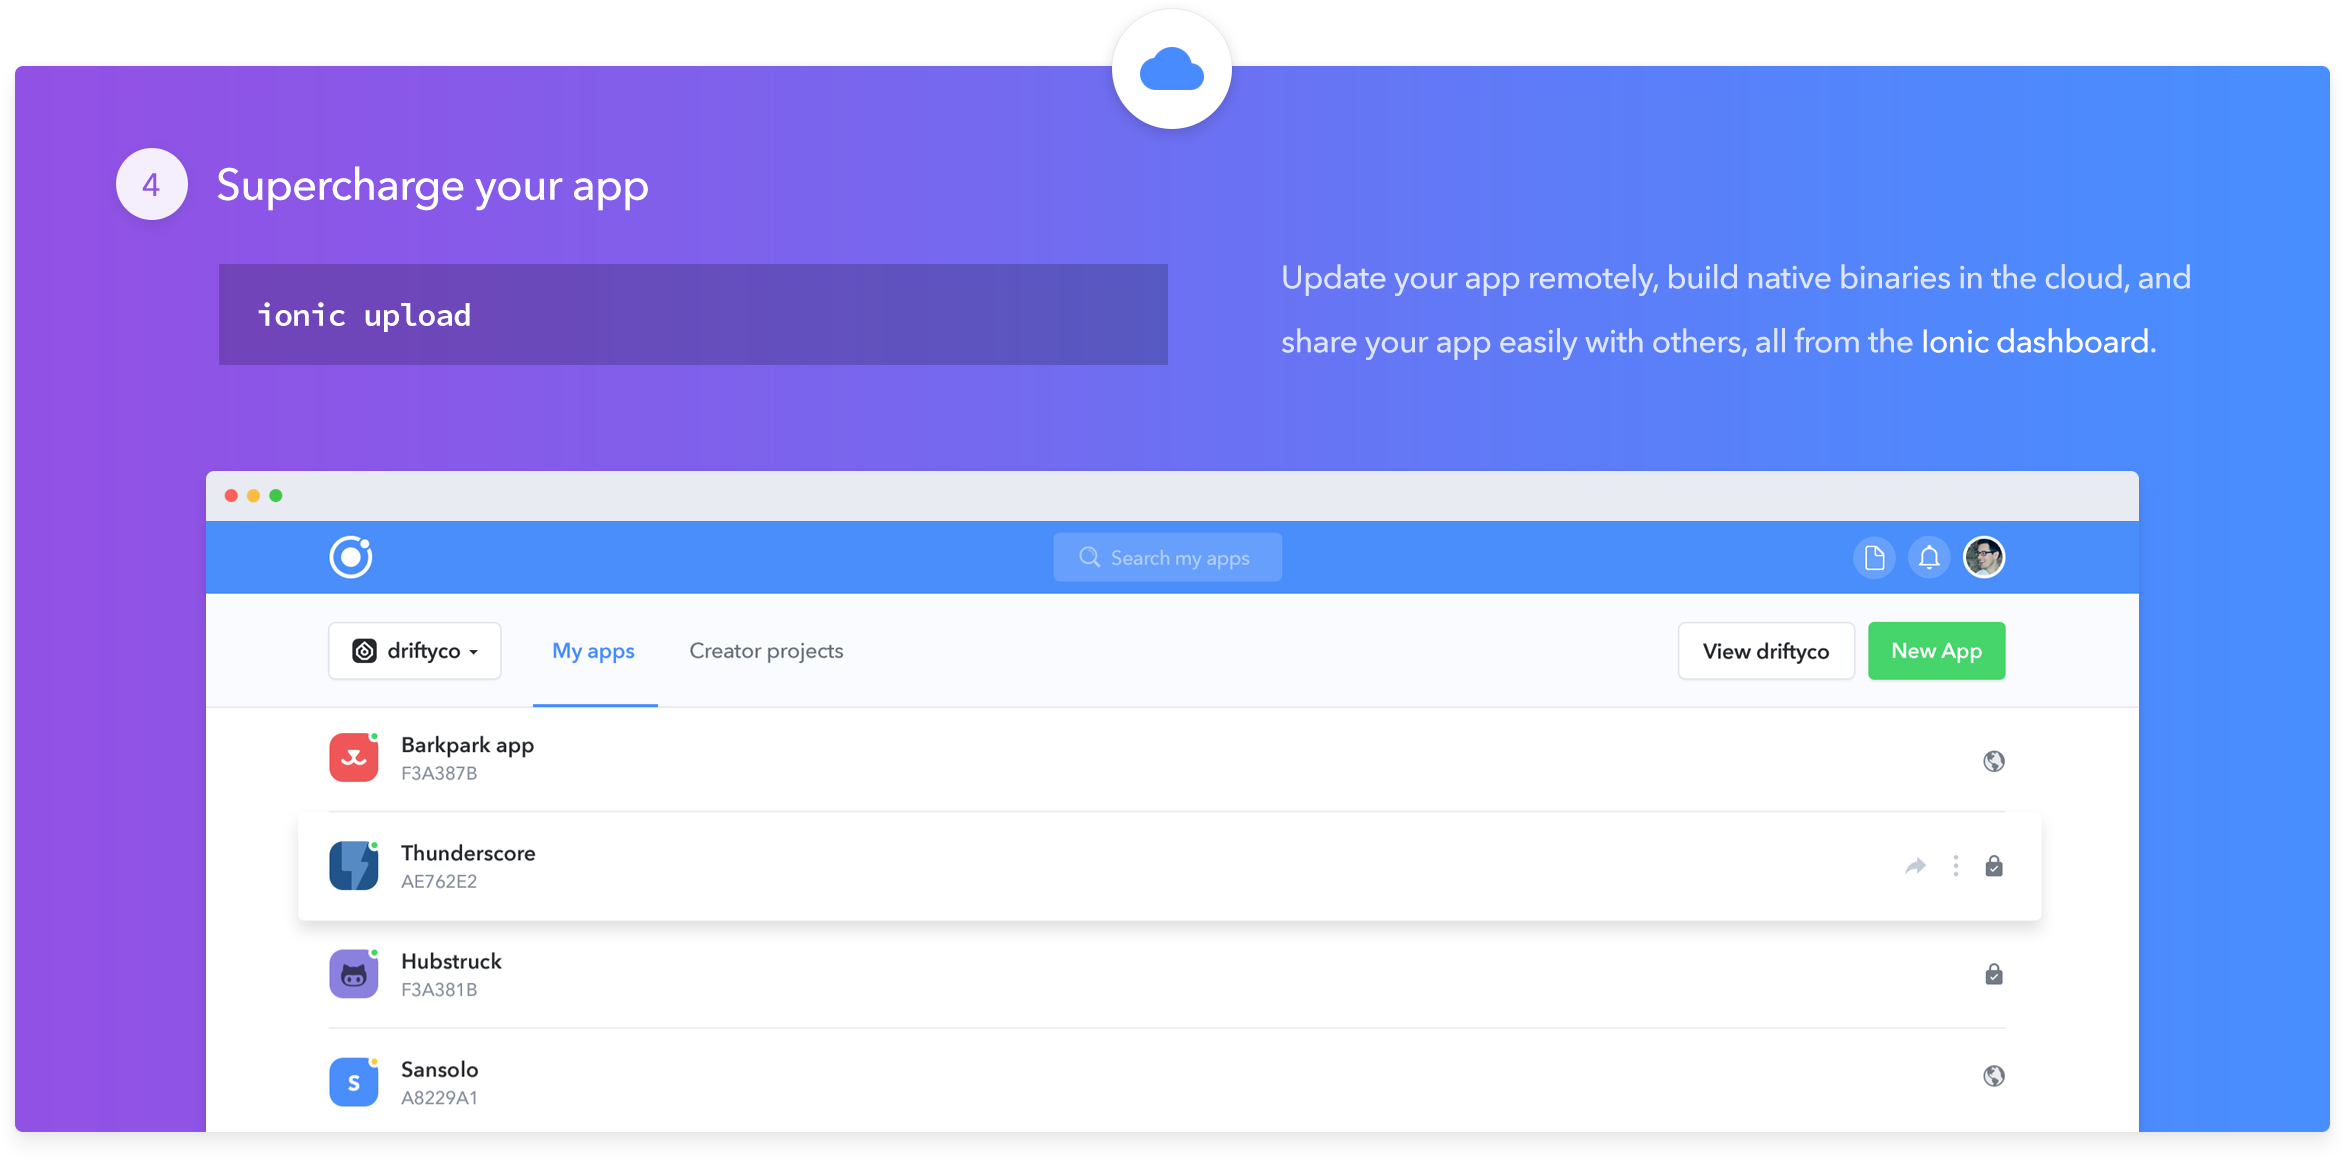 4
Supercharge your app
ionic upload
Update your app remotely, build native binaries in the cloud, and
share your app easily with others, all from the Ionic dashboard.
Search my apps
driftyco
My apps
Creator projects
View driftyco
New App
Barkpark app
F3A387B
Thunderscore
AE762E2
Hubstruck
F3A381B
S
Sansolo
A8229A1